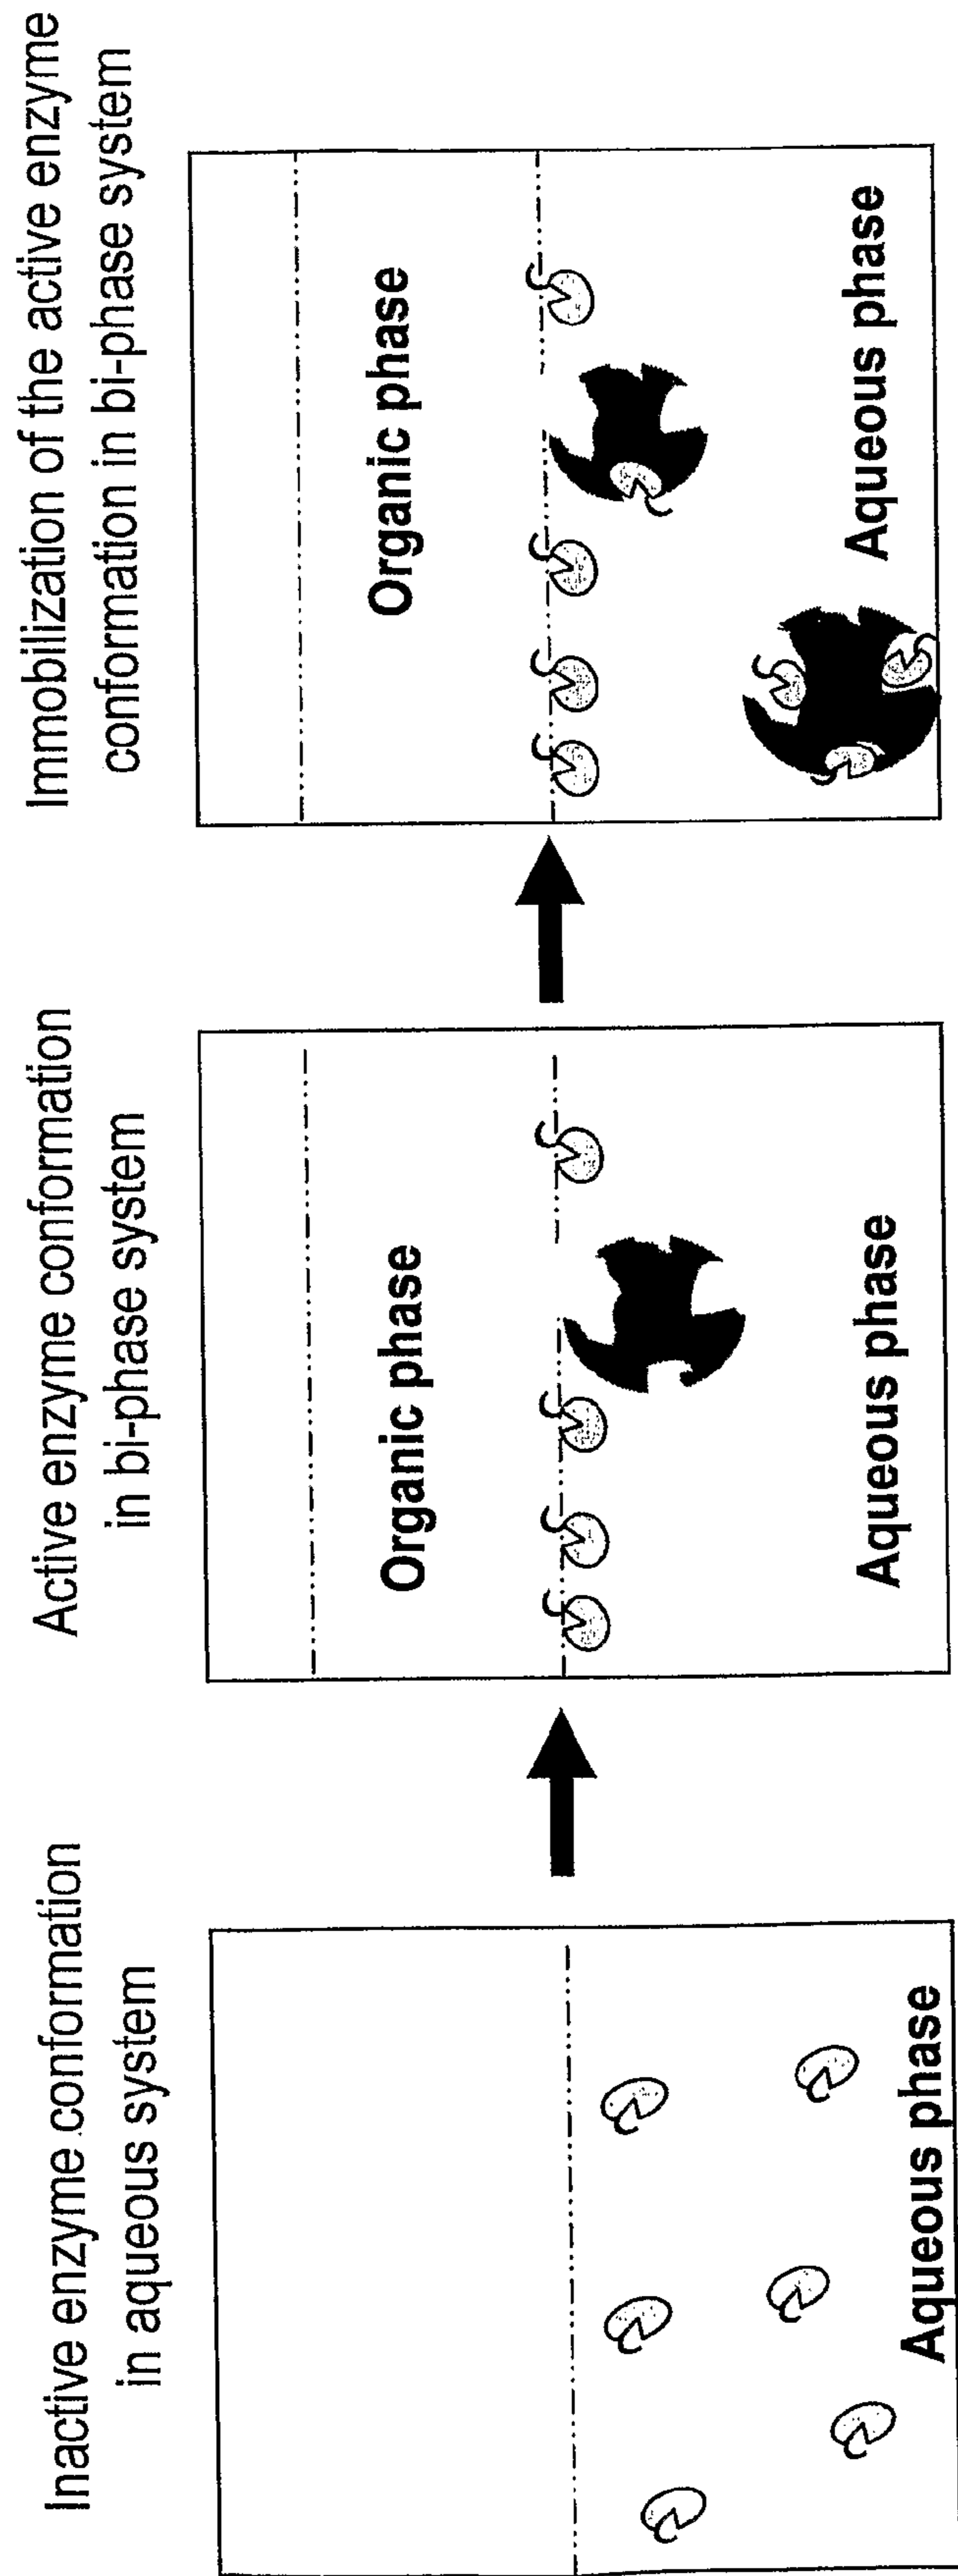 Inactive enzyme conformation
in aqueous system
Aqueous phase
Active enzyme conformation
in bi-phase system
Organic phase
Aqueous phase
Immobilization of the active enzyme
conformation in bi-phase system
Organic phase
Aqueous phase